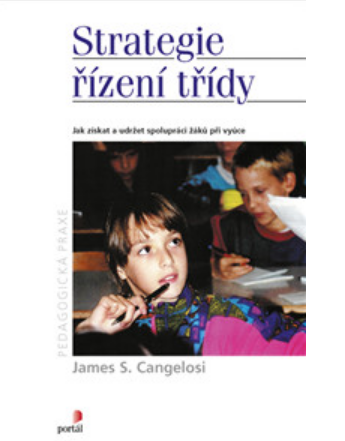 Strategie
řízení třídy
Jak získat a udržet spolupráci žáků při výuce
PEDAGOGICKÁ PRAXE
James S. Cangelosi
portál